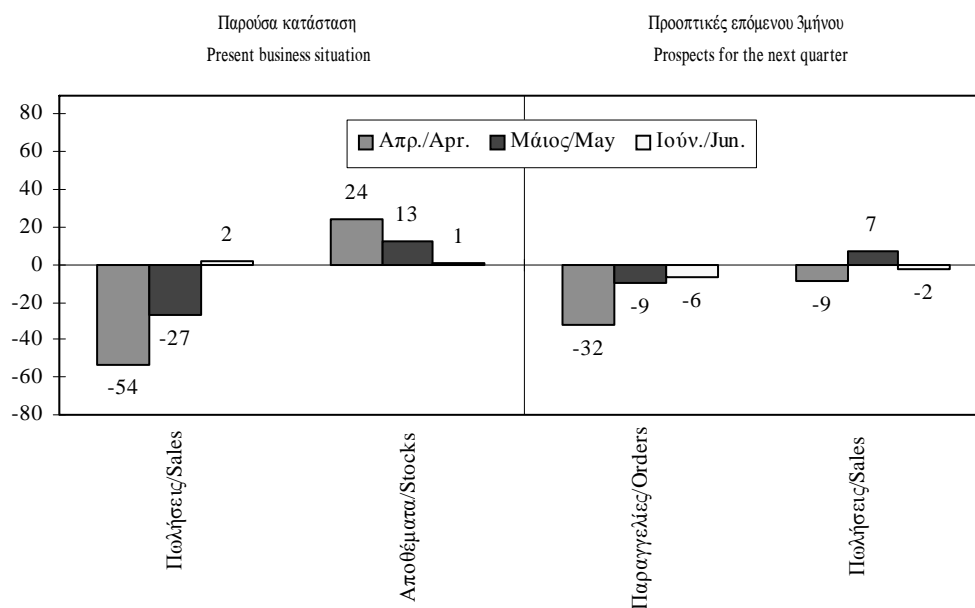 Παρούσα κατάσταση
Present business situation
Προοπτικές επόμενου 3μήνου
Prospects for the next quarter
80
60
40
20
0
-20
-40
-60
-80
Απρ./Apr.
Μάιος/May
Ιούν./Jun.
-54
-27
2
24
13
1
-32
-9
-6
-9
7
-2
Πωλήσεις/Sales
Αποθέματα/Stocks
Παραγγελίες/Orders
Πωλήσεις/Sales